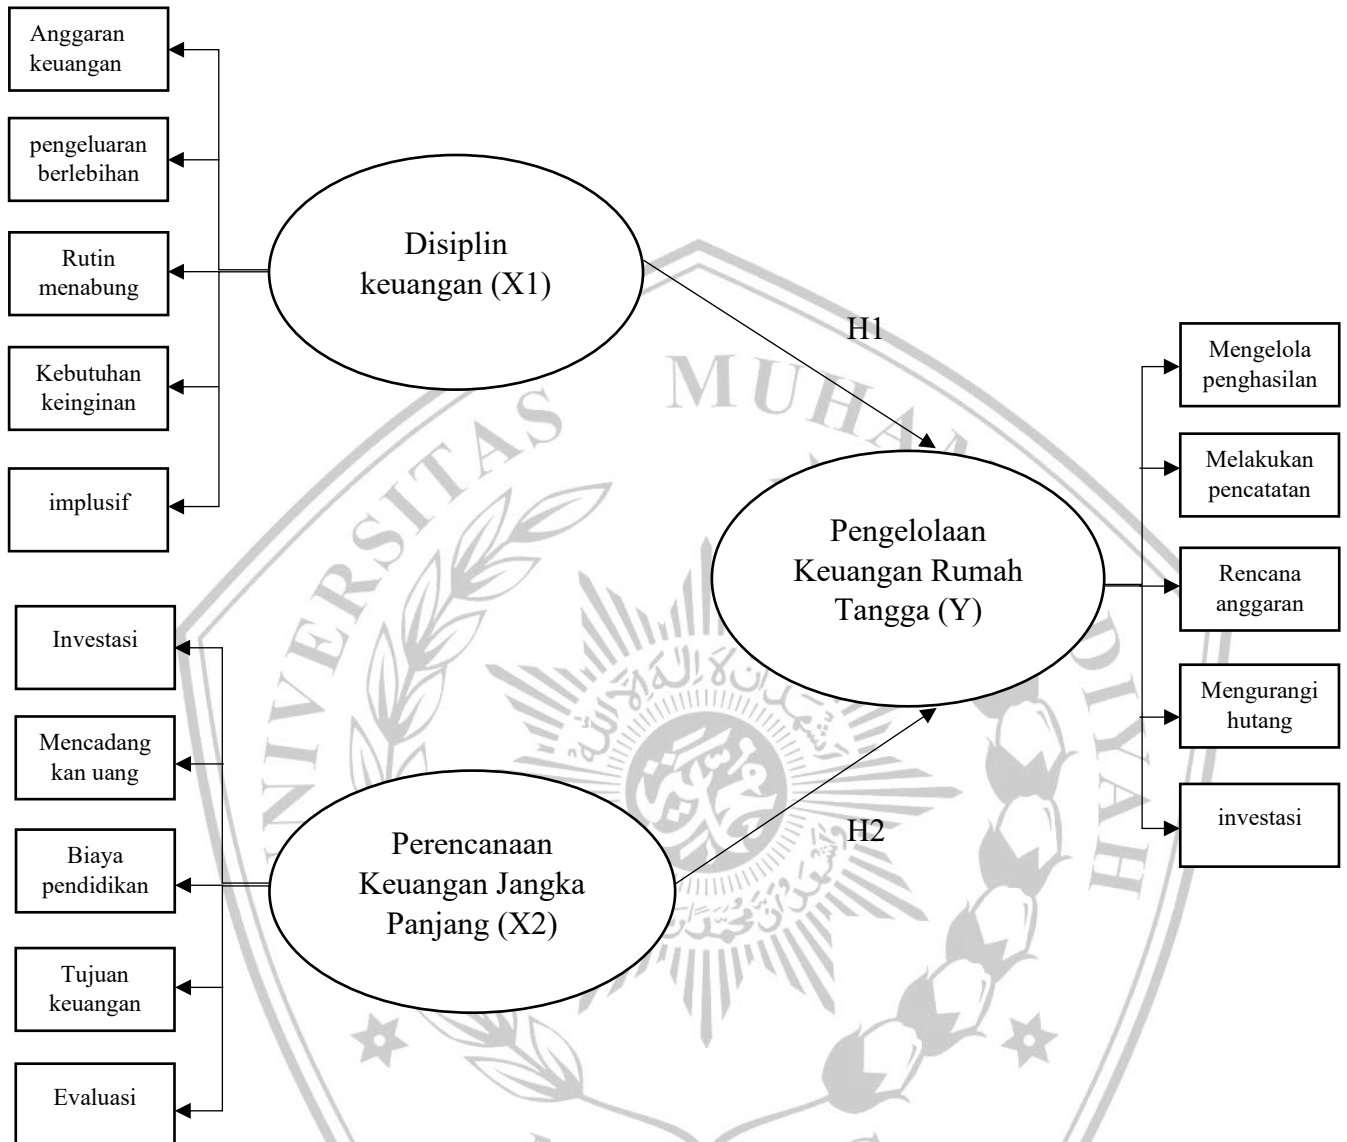 Anggaran
keuangan
pengeluaran
berlebihan
Rutin
menabung
Kebutuhan
keinginan
implusif
Disiplin
keuangan (X1)
H1
Investasi
Mencadang
kan uang
Biaya
pendidikan
Tujuan
keuangan
Evaluasi
Perencanaan
Keuangan Jangka
Panjang (X2)
H2
Pengelolaan
Keuangan Rumah
Tangga (Y)
Mengelola
penghasilan
Melakukan
pencatatan
Rencana
anggaran
Mengurangi
hutang
investasi